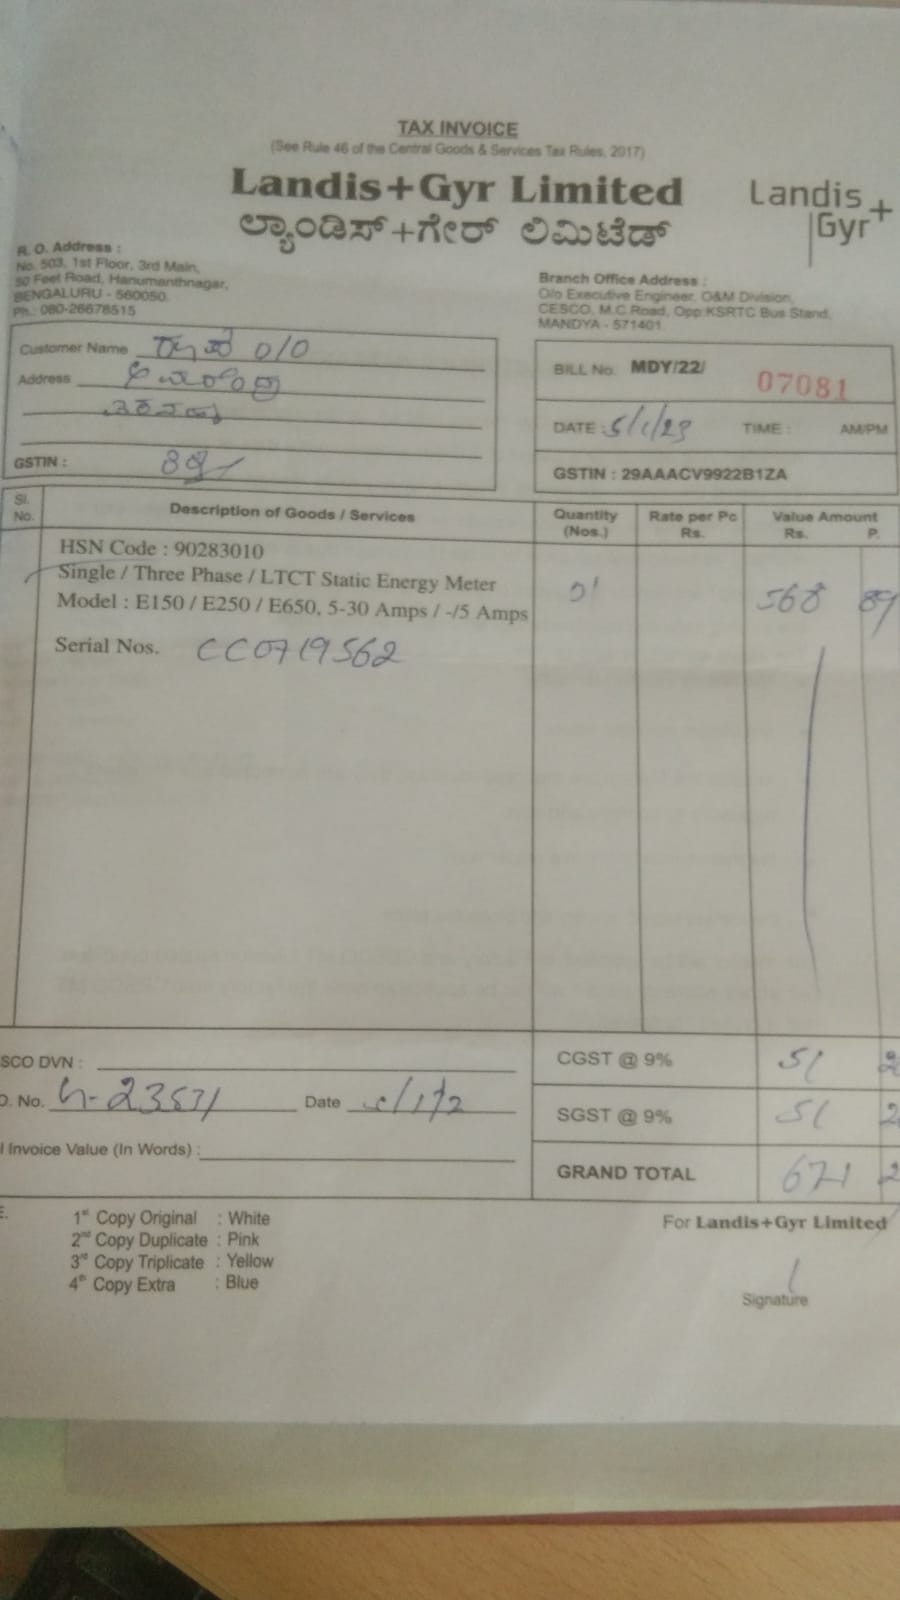 TAX INVOICE
(See Rule 46 of the Central Goods & Services Tax Rules, 2017)
Landis+Gyr Limited
ಲ್ಯಾಂಡಿಸ್+ಗೇರ್ ಲಿಮಿಟೆಡ್
Landis+
Gyr
R. O. Address :
No. 503, 1st Floor, 3rd Main,
50 Feet Road, Hanumanthnagar,
BENGALURU - 560050.
Ph.: 080-26678515
Branch Office Address :
O/o Executive Engineer, O&M Division,
CESCO, M.C.Road, Opp:KSRTC Bus Stand,
MANDYA - 571401.
Customer Name
Address
GSTIN :
BILL No. MDY/22/ 07081
DATE : 5/1/23 TIME : AM/PM
GSTIN : 29AAACV9922B1ZA
Sl. No. Description of Goods / Services Quantity (Nos.) Rate per Pc Rs. Value Amount Rs. P.
HSN Code : 90283010
Single / Three Phase / LTCT Static Energy Meter
Model : E150 / E250 / E650, 5-30 Amps / -/5 Amps 01 568 89
Serial Nos. CC0719562
SCO DVN :
CGST @ 9% 51
O. No. Date
SGST @ 9% 51
l Invoice Value (In Words) :
GRAND TOTAL 671
E.
1st Copy Original : White
2nd Copy Duplicate : Pink
3rd Copy Triplicate : Yellow
4th Copy Extra : Blue
For Landis+Gyr Limited
Signature